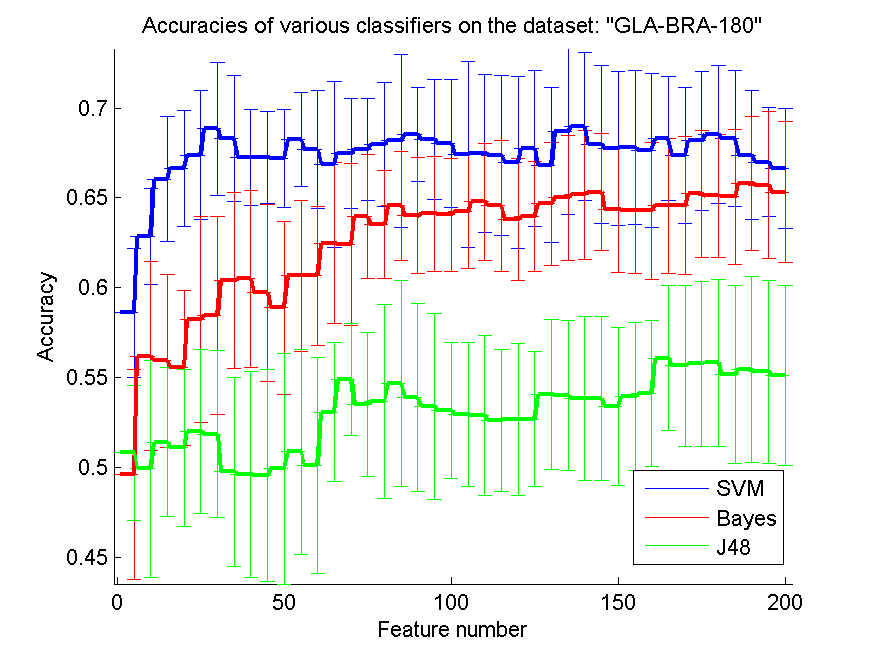 Accuracies of various classifiers on the dataset: "GLA-BRA-180"
0.7
0.65
0.6
0.55
0.5
0.45
Accuracy
SVM
Bayes
J48
0 50 100 150 200
Feature number